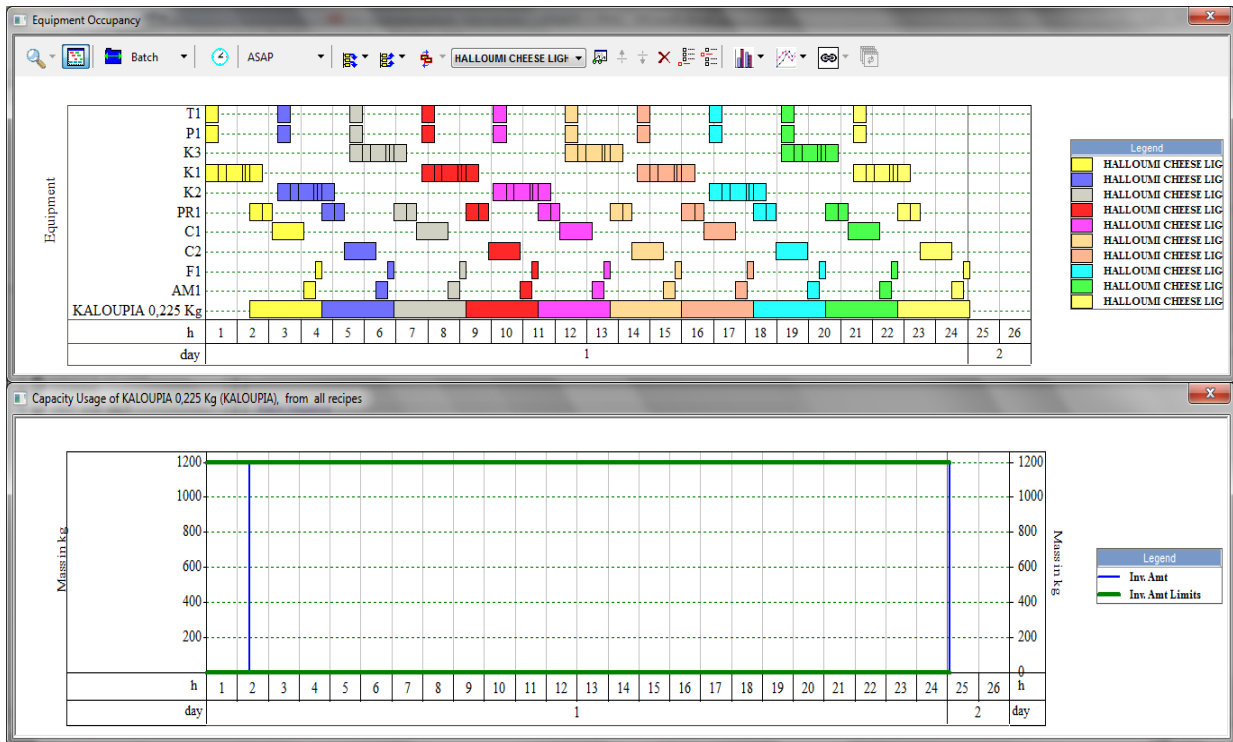 Equipment Occupancy
Batch ASAP HALLOUMI CHEESE LIGH
T1
P1
K3
K1
K2
PR1
C1
C2
F1
AM1
KALOUPIA 0,225 Kg
Equipment
h 1 2 3 4 5 6 7 8 9 10 11 12 13 14 15 16 17 18 19 20 21 22 23 24 25 26
day 1 2
Legend
HALLOUMI CHEESE LIG
HALLOUMI CHEESE LIG
HALLOUMI CHEESE LIG
HALLOUMI CHEESE LIG
HALLOUMI CHEESE LIG
HALLOUMI CHEESE LIG
HALLOUMI CHEESE LIG
HALLOUMI CHEESE LIG
HALLOUMI CHEESE LIG
HALLOUMI CHEESE LIG
Capacity Usage of KALOUPIA 0,225 Kg (KALOUPIA), from all recipes
Mass in kg
1200 1200
1000 1000
800 800
600 600
400 400
200 200
0
Mass in kg
h 1 2 3 4 5 6 7 8 9 10 11 12 13 14 15 16 17 18 19 20 21 22 23 24 25 26 h
day 1 2 day
Legend
Inv. Amt
Inv. Amt Limits